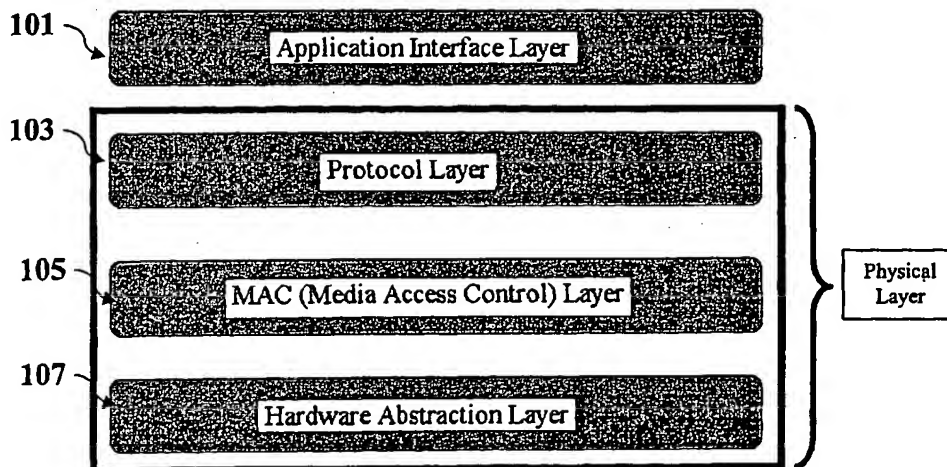 101
Application Interface Layer
103
Protocol Layer
105
MAC (Media Access Control) Layer
Physical
Layer
107
Hardware Abstraction Layer